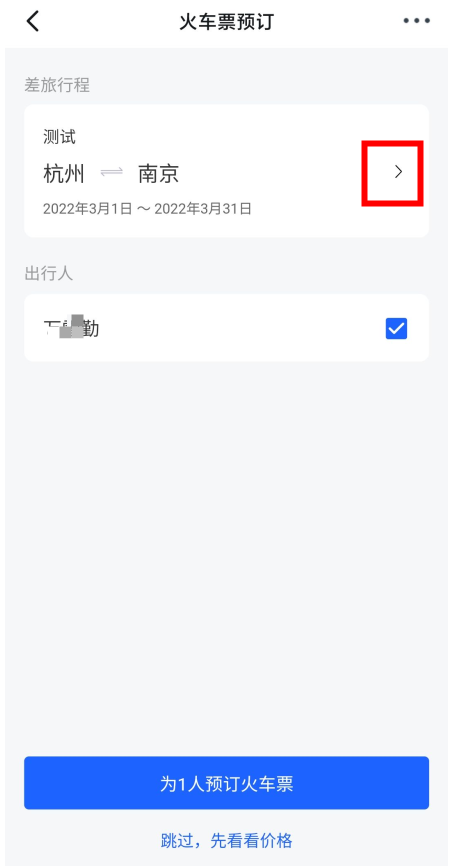 火车票预订
差旅行程
测试
杭州 南京
2022年3月1日 ～ 2022年3月31日
出行人
勤
为1人预订火车票
跳过，先看看价格